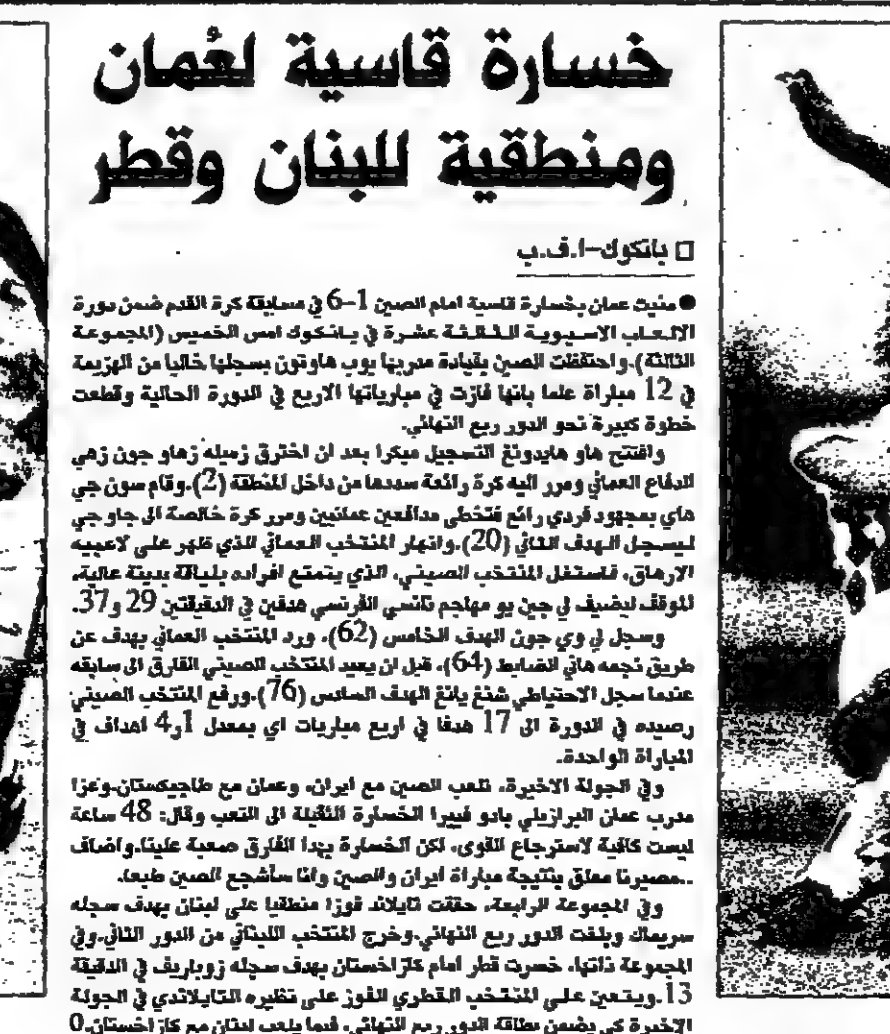 خسارة قاسية لعُمان
ومنطقية للبنان وقطر
□ بانكوك–ا.ف.ب
● منيت عمان بخسارة قاسية امام الصين 1–6 في مسابقة كرة القدم ضمن دورة
الالعاب الاسيوية الثالثة عشرة في بانكوك امس الخميس (المجموعة
الثالثة).واحتفظت الصين بقيادة مدربها بوب هاوتون بسجلها خاليا من الهزيمة
في 12 مباراة علما بانها فازت في مبارياتها الاربع في الدورة الحالية وقطعت
خطوة كبيرة نحو الدور ربع النهائي.
وافتتح هاو هايدونغ التسجيل مبكرا بعد ان اخترق زميله زهاو جون زهي
الدفاع العماني ومرر اليه كرة رائعة سددها من داخل المنطقة (2).وقام سون جي
هاي بمجهود فردي رائع فتخطى مدافعين عمانيين ومرر كرة خالصة الى جاو جي
ليسجل الهدف الثاني (20).وانهار المنتخب العماني الذي ظهر على لاعبيه
الارهاق، فاستغل المنتخب الصيني، الذي يتمتع افراده بلياقة بدنية عالية،
الموقف ليضيف لي جين يو مهاجم نانسي الفرنسي هدفين في الدقيقتين 29 و37.
وسجل لي وي جون الهدف الخامس (62)، ورد المنتخب العماني بهدف عن
طريق نجمه هاني الضابط (64)، قبل ان يعيد المنتخب الصيني الفارق الى سابقه
عندما سجل الاحتياطي شنغ يانغ الهدف السادس (76).ورفع المنتخب الصيني
رصيده في الدورة الى 17 هدفا في اربع مباريات اي بمعدل 1ر4 اهداف في
المباراة الواحدة.
وفي الجولة الاخيرة، تلعب الصين مع ايران، وعمان مع طاجيكستان.وعزا
مدرب عمان البرازيلي بادو فييرا الخسارة الثقيلة الى التعب وقال: 48 ساعة
ليست كافية لاسترجاع القوى، لكن الخسارة بهذا الفارق صعبة علينا.واضاف
..مصيرنا معلق بنتيجة مباراة ايران والصين وانا سأشجع الصين طبعا.
وفي المجموعة الرابعة، حققت تايلاند فوزا منطقيا على لبنان بهدف سجله
سريماك وبلغت الدور ربع النهائي.وخرج المنتخب اللبناني من الدور الثاني.وفي
المجموعة ذاتها، خسرت قطر امام كازاخستان بهدف سجله زوباريف في الدقيقة
13.ويتعين على المنتخب القطري الفوز على نظيره التايلاندي في الجولة
الاخيرة كي يضمن بطاقة الدور ربع النهائي، فيما يلعب لبنان مع كازاخستان.0